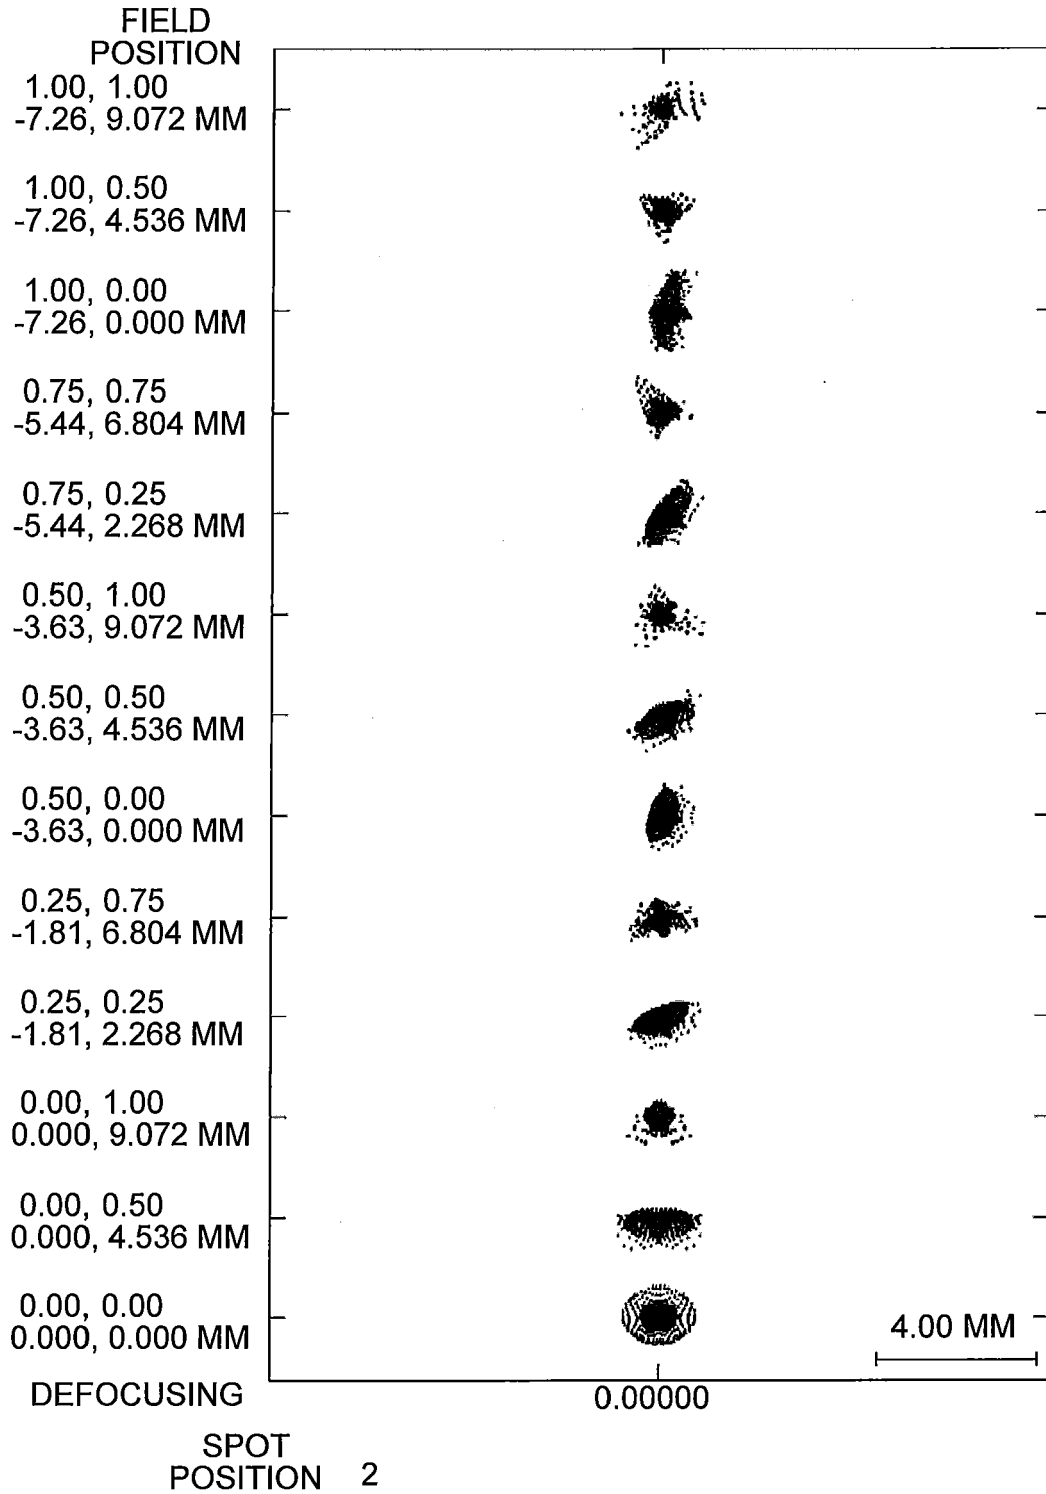 FIELD
POSITION
1.00, 1.00
-7.26, 9.072 MM
1.00, 0.50
-7.26, 4.536 MM
1.00, 0.00
-7.26, 0.000 MM
0.75, 0.75
-5.44, 6.804 MM
0.75, 0.25
-5.44, 2.268 MM
0.50, 1.00
-3.63, 9.072 MM
0.50, 0.50
-3.63, 4.536 MM
0.50, 0.00
-3.63, 0.000 MM
0.25, 0.75
-1.81, 6.804 MM
0.25, 0.25
-1.81, 2.268 MM
0.00, 1.00
0.000, 9.072 MM
0.00, 0.50
0.000, 4.536 MM
0.00, 0.00
0.000, 0.000 MM
4.00 MM
DEFOCUSING 0.00000
SPOT
POSITION 2